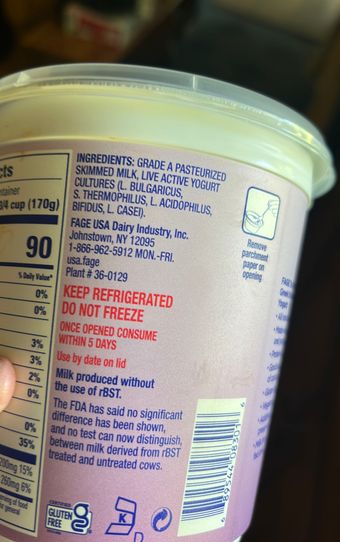 cts
ntainer
3/4 cup (170g)
90
% Daily Value*
0%
0%
3%
3%
2%
0%
0%
35%
200mg 15%
260mg 6%
INGREDIENTS: GRADE A PASTEURIZED
SKIMMED MILK, LIVE ACTIVE YOGURT
CULTURES (L. BULGARICUS,
S. THERMOPHILUS, L. ACIDOPHILUS,
BIFIDUS, L. CASEI).
FAGE USA Dairy Industry, Inc.
Johnstown, NY 12095
1-866-962-5912 MON.-FRI.
usa.fage
Plant # 36-0129
KEEP REFRIGERATED
DO NOT FREEZE
ONCE OPENED CONSUME
WITHIN 5 DAYS
Use by date on lid
Milk produced without
the use of rBST.
The FDA has said no significant
difference has been shown,
and no test can now distinguish,
between milk derived from rBST
treated and untreated cows.
CERTIFIED
GLUTEN
FREE
K
D
Remove
parchment
paper on
opening